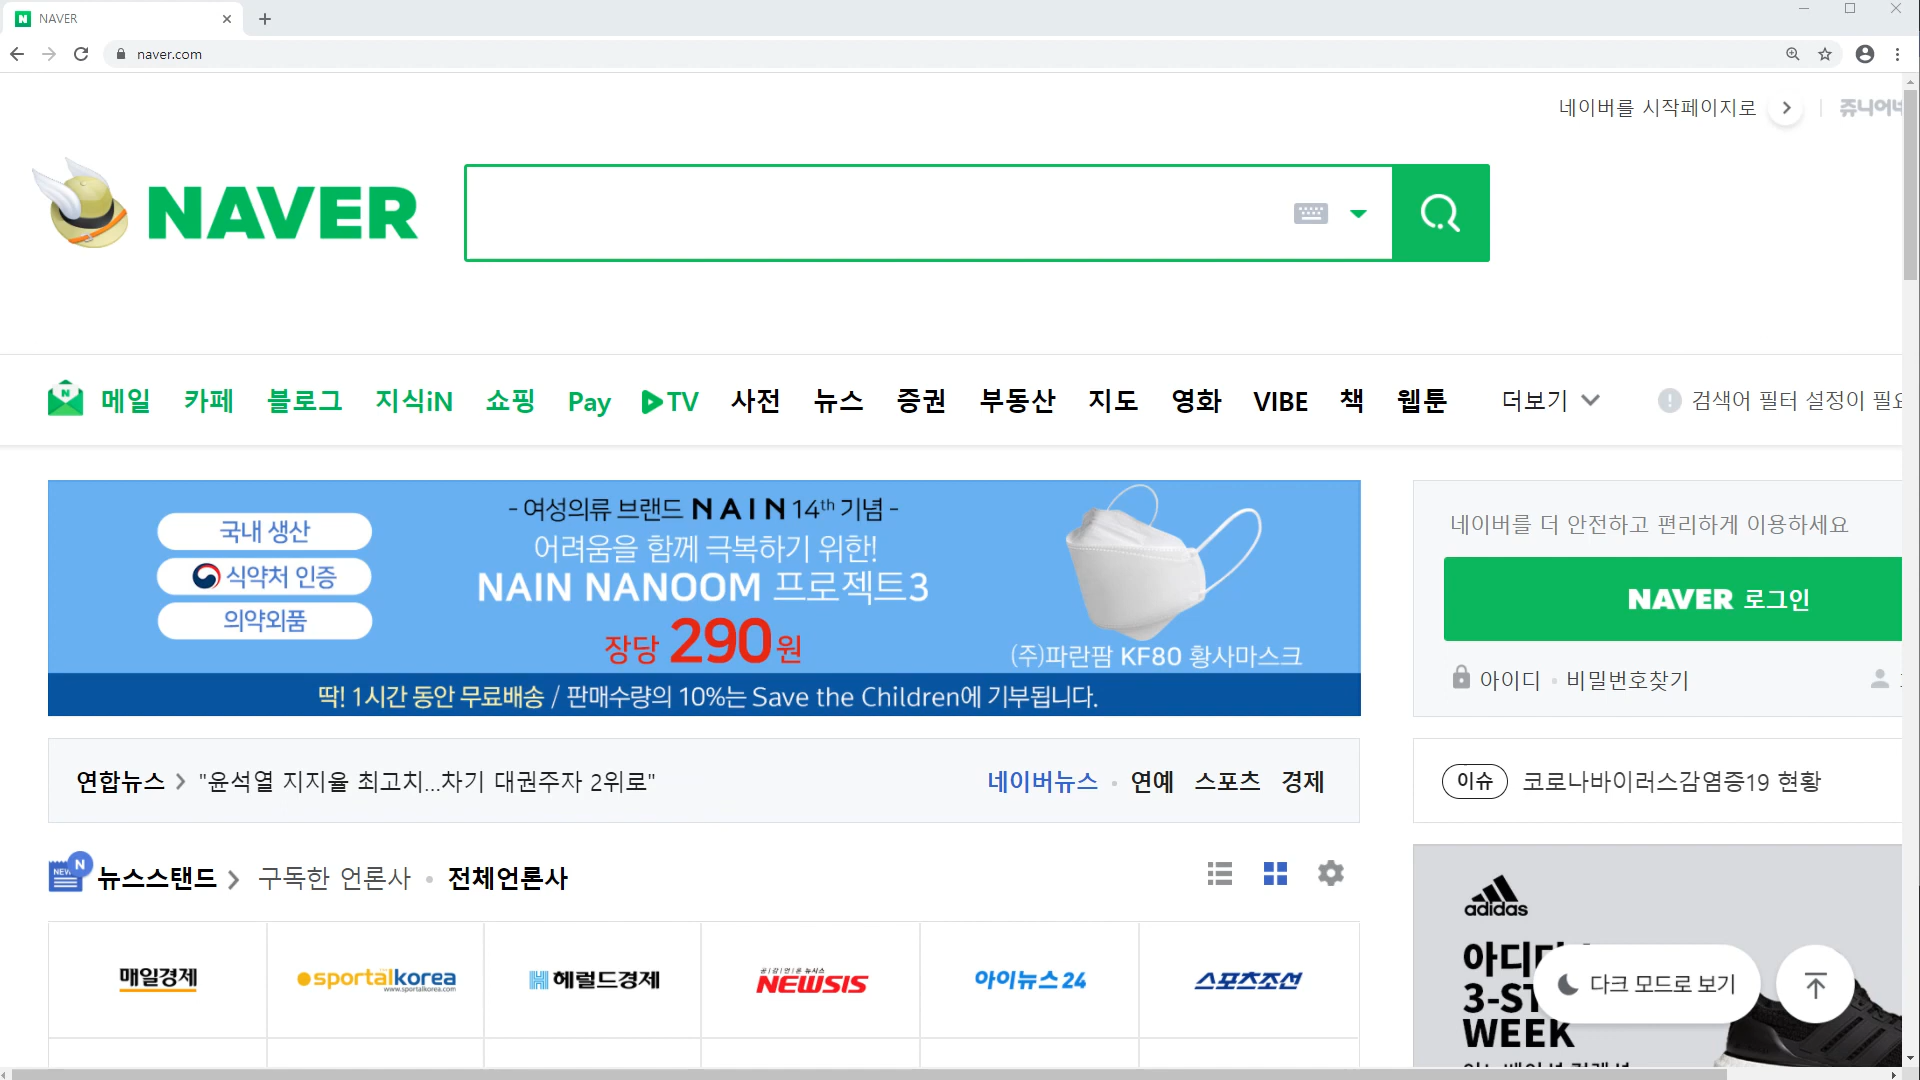 NAVER
naver.com
네이버를 시작페이지로
쥬니어네
NAVER
메일 카페 블로그 지식iN 쇼핑 Pay TV 사전 뉴스 증권 부동산 지도 영화 VIBE 책 웹툰 더보기
검색어 필터 설정이 필요
국내 생산
식약처 인증
의약외품
- 여성의류 브랜드 NAIN 14th 기념 -
어려움을 함께 극복하기 위한!
NAIN NANOOM 프로젝트3
장당 290원
(주)파란팜 KF80 황사마스크
딱! 1시간 동안 무료배송 / 판매수량의 10%는 Save the Children에 기부됩니다.
네이버를 더 안전하고 편리하게 이용하세요
NAVER 로그인
아이디 · 비밀번호찾기
연합뉴스 > "윤석열 지지율 최고치...차기 대권주자 2위로"
네이버뉴스 · 연예 스포츠 경제
이슈 코로나바이러스감염증19 현황
NEW N 뉴스스탠드 > 구독한 언론사 · 전체언론사
매일경제
sportalkorea
www.sportalkorea.com
헤럴드경제
공감언론 뉴시스
NEWSIS
아이뉴스24
스포츠조선
adidas
아디
3-ST
WEEK
다크 모드로 보기